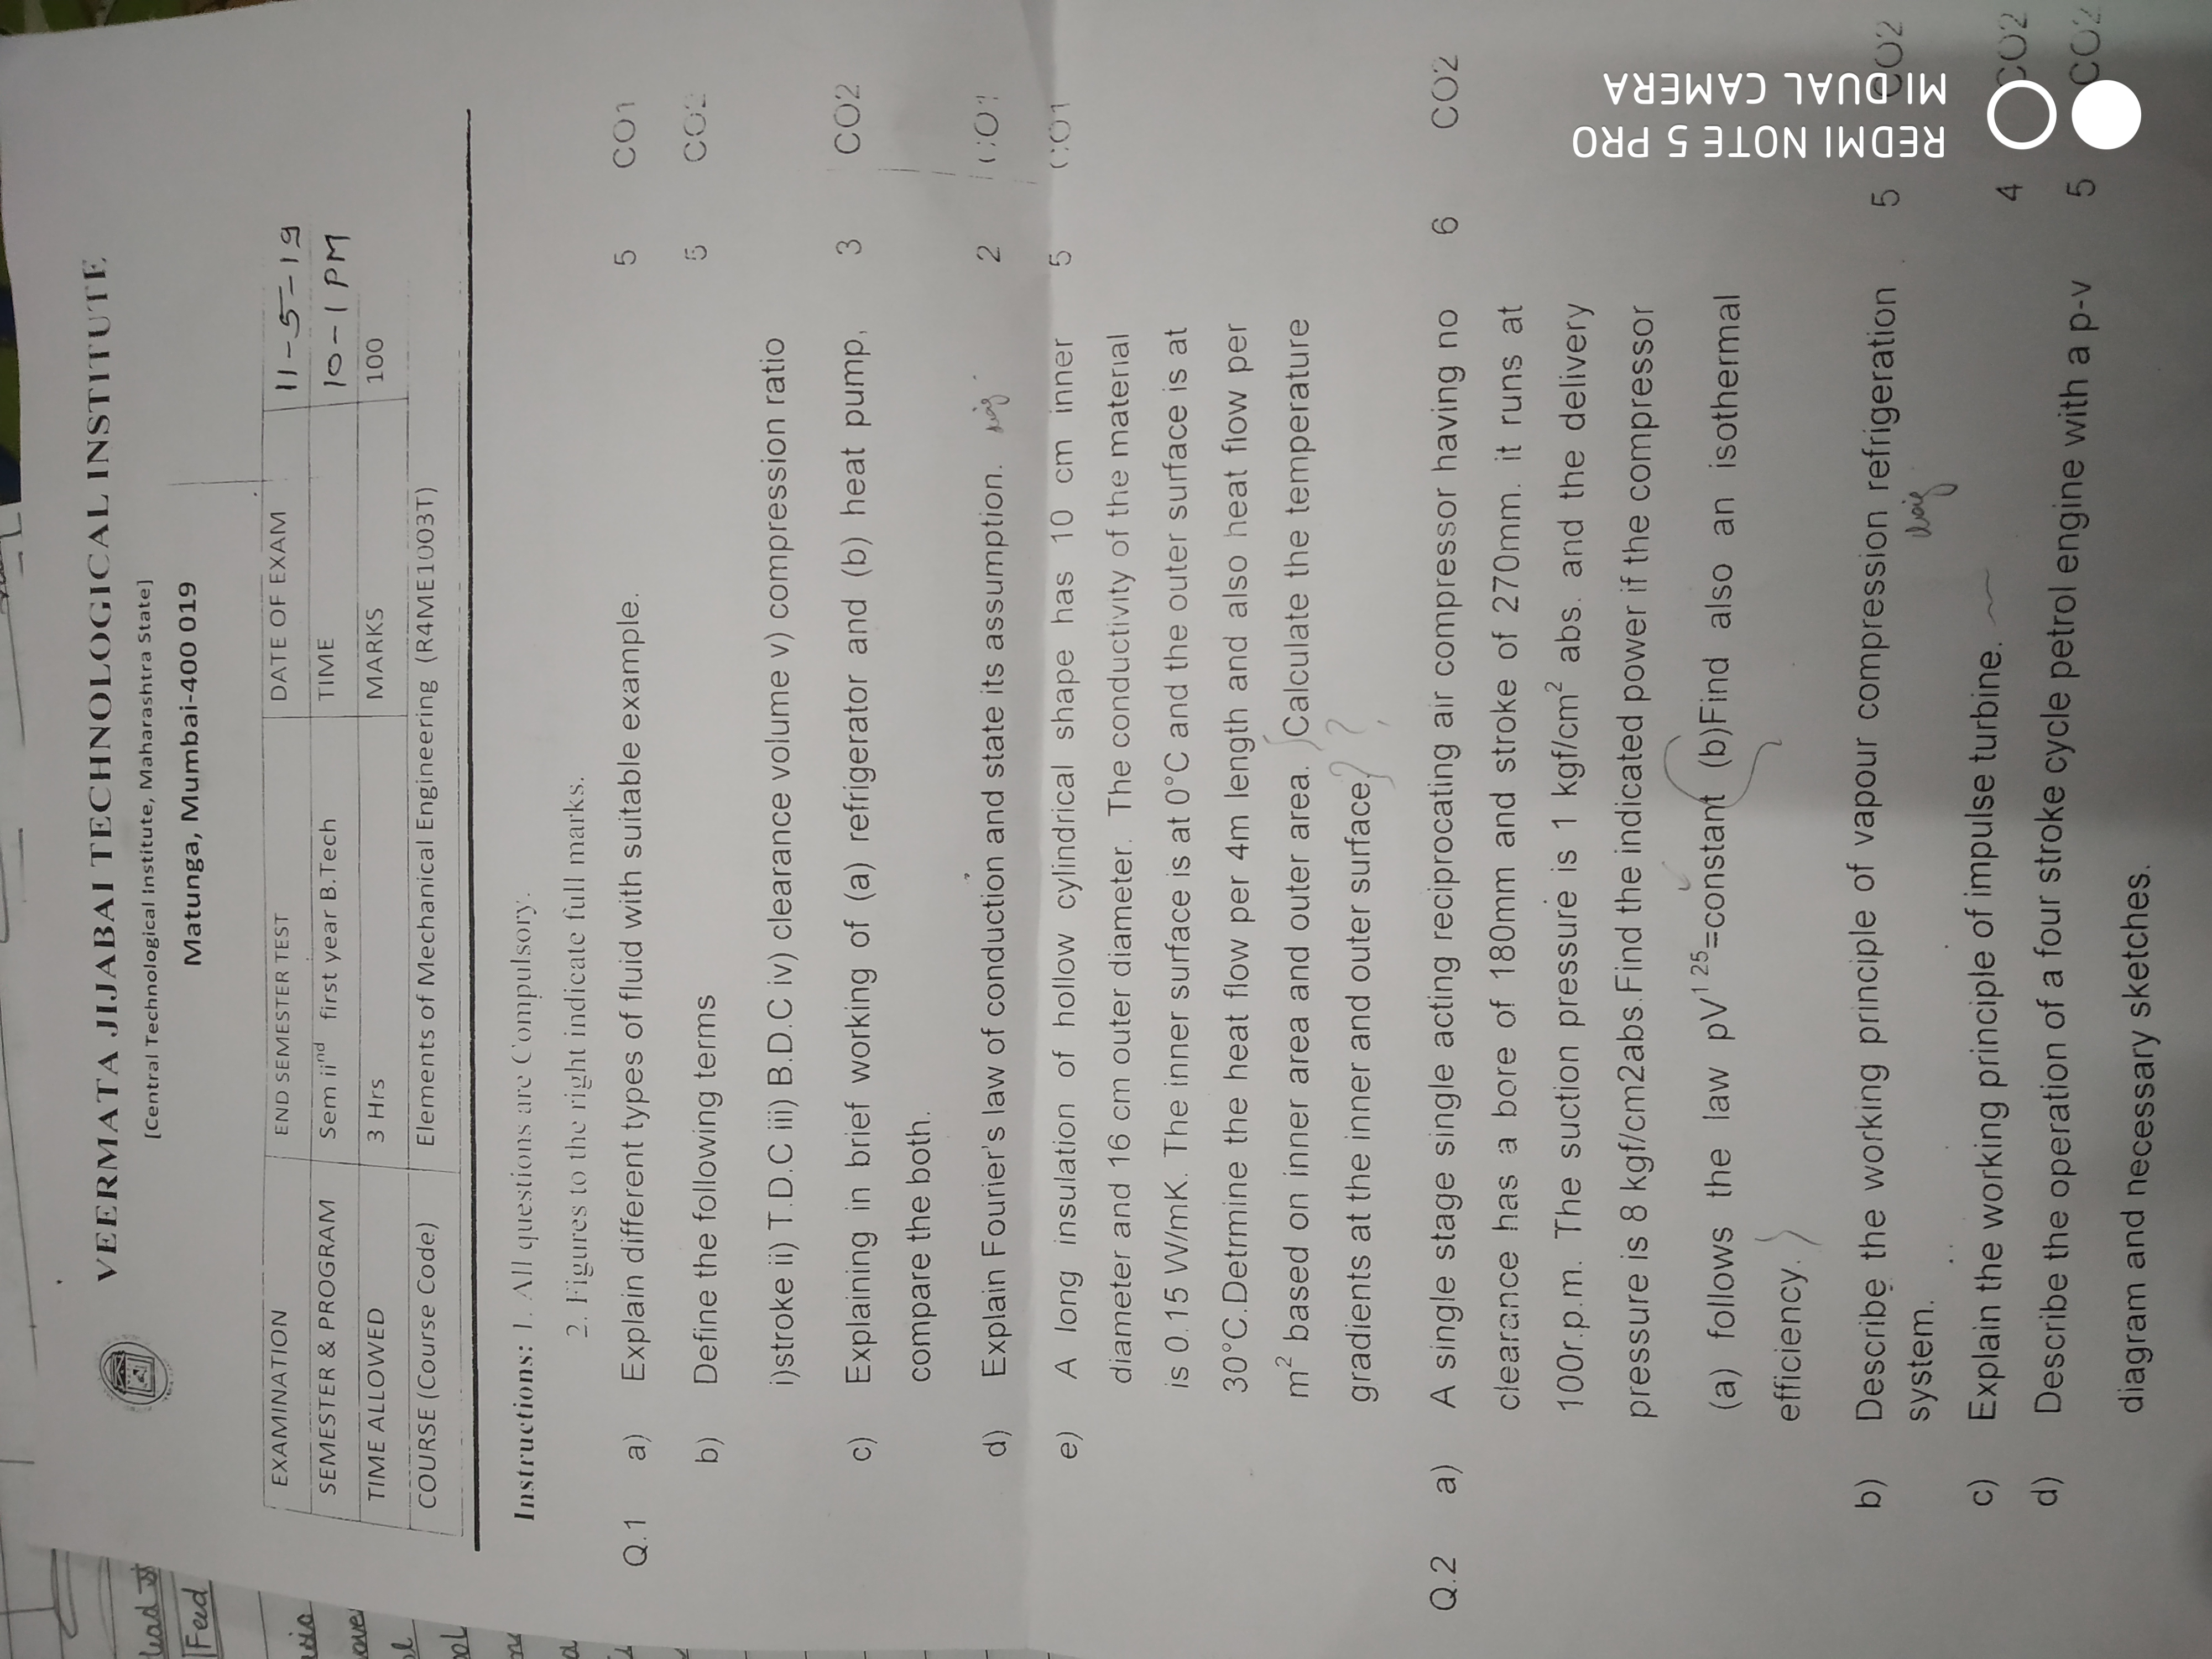 VEERMATA JIJABAI TECHNOLOGICAL INSTITUTE
[Central Technological Institute, Maharashtra State]
Matunga, Mumbai-400 019
EXAMINATION END SEMESTER TEST DATE OF EXAM 11-5-19
SEMESTER & PROGRAM Sem iind first year B.Tech TIME 10-1 PM
TIME ALLOWED 3 Hrs MARKS 100
COURSE (Course Code) Elements of Mechanical Engineering (R4ME1003T)
Instructions: 1. All questions are Compulsory.
2. Figures to the right indicate full marks.
Q.1 a) Explain different types of fluid with suitable example. 5 CO1
b) Define the following terms 5 CO2
i)stroke ii) T.D.C iii) B.D.C iv) clearance volume v) compression ratio
c) Explaining in brief working of (a) refrigerator and (b) heat pump, 3 CO2
compare the both.
d) Explain Fourier's law of conduction and state its assumption. 2 CO1
e) A long insulation of hollow cylindrical shape has 10 cm inner 5 CO1
diameter and 16 cm outer diameter. The conductivity of the material
is 0.15 W/mK. The inner surface is at 0°C and the outer surface is at
30°C.Detrmine the heat flow per 4m length and also heat flow per
m² based on inner area and outer area. Calculate the temperature
gradients at the inner and outer surface.
Q.2 a) A single stage single acting reciprocating air compressor having no 6 CO2
clearance has a bore of 180mm and stroke of 270mm. it runs at
100r.p.m. The suction pressure is 1 kgf/cm² abs. and the delivery
pressure is 8 kgf/cm2abs.Find the indicated power if the compressor
(a) follows the law pV¹·²⁵=constant (b)Find also an isothermal
efficiency.
b) Describe the working principle of vapour compression refrigeration 5 CO2
system.
c) Explain the working principle of impulse turbine. 4 CO2
d) Describe the operation of a four stroke cycle petrol engine with a p-v 5 CO2
diagram and necessary sketches.
REDMI NOTE 5 PRO
MI DUAL CAMERA
Feed